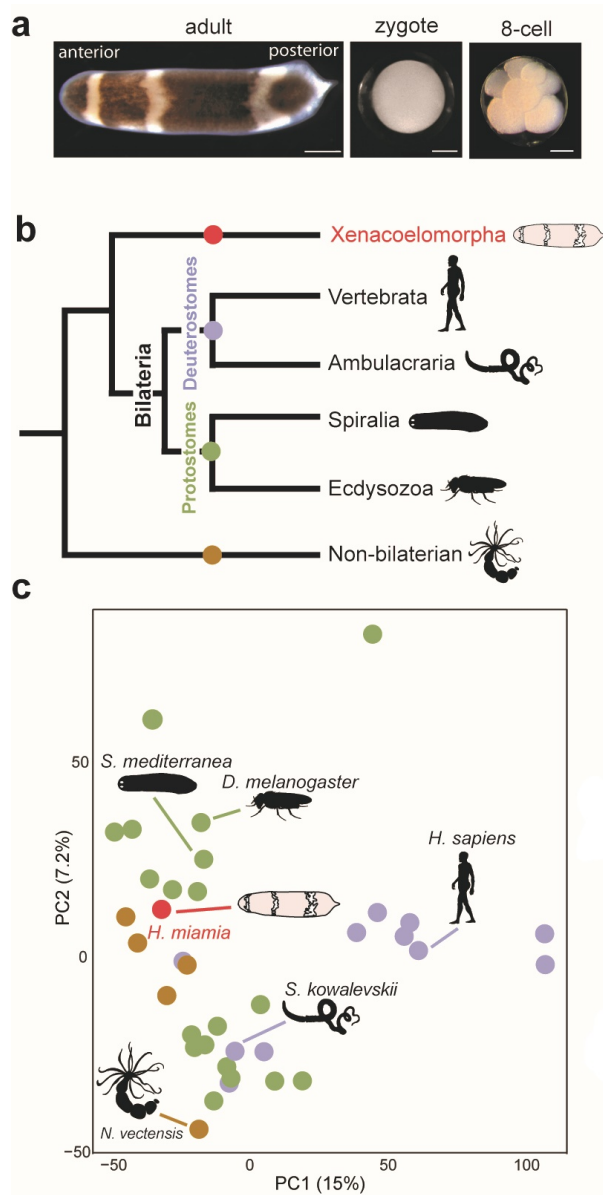 a
adult
zygote
8-cell
anterior
posterior
b
Xenacoelomorpha
Vertebrata
Deuterostomes
Ambulacraria
Bilateria
Spiralia
Protostomes
Ecdysozoa
Non-bilaterian
c
50
S. mediterranea
D. melanogaster
H. sapiens
PC2 (7.2%)
H. miamia
0
S. kowalevskii
N. vectensis
−50
−50
0
50
100
PC1 (15%)